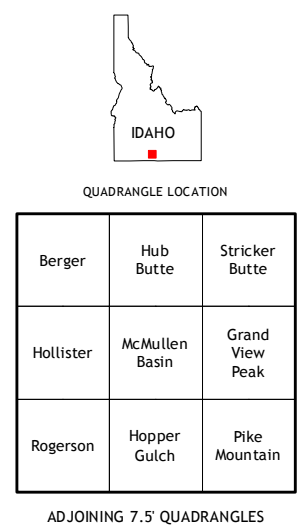 IDAHO
QUADRANGLE LOCATION
Berger
Hub
Butte
Stricker
Butte
Hollister
McMullen
Basin
Grand
View
Peak
Rogerson
Hopper
Gulch
Pike
Mountain
ADJOINING 7.5' QUADRANGLES